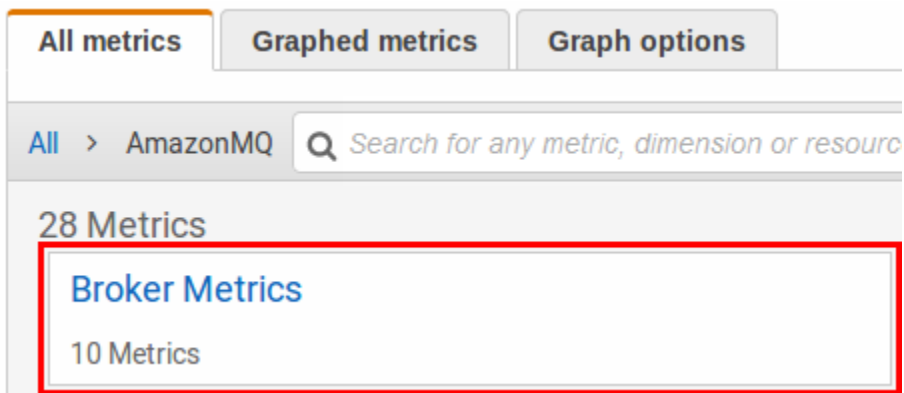 All metrics Graphed metrics Graph options
All > AmazonMQ Search for any metric, dimension or resourc
28 Metrics
Broker Metrics
10 Metrics